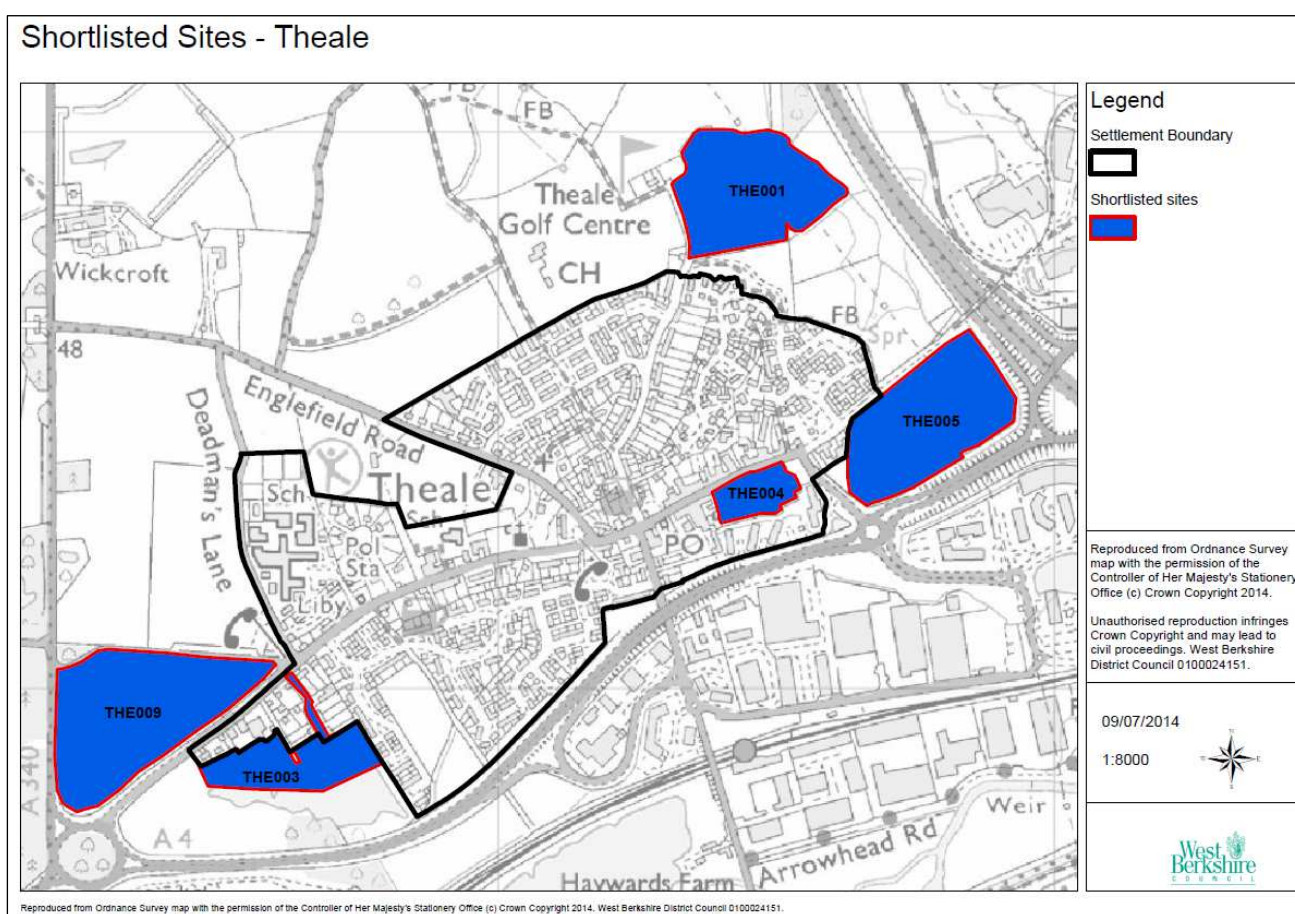 Shortlisted Sites - Theale
FB
FB
Theale
Golf Centre
CH
THE001
Wickcroft
48
FB
Spr
Englefield Road
Deadman's Lane
THE005
Theale
Sch
THE004
Sch
PO
Pol
Sta
Liby
THE009
THE003
A 340
A 4
Weir
Arrowhead Rd
Haywards Farm
Legend
Settlement Boundary
Shortlisted sites
Reproduced from Ordnance Survey
map with the permission of the
Controller of Her Majesty's Stationery
Office (c) Crown Copyright 2014.
Unauthorised reproduction infringes
Crown Copyright and may lead to
civil proceedings. West Berkshire
District Council 0100024151.
09/07/2014
1:8000
West
Berkshire
COUNCIL
Reproduced from Ordnance Survey map with the permission of the Controller of Her Majesty's Stationery Office (c) Crown Copyright 2014. West Berkshire District Council 0100024151.